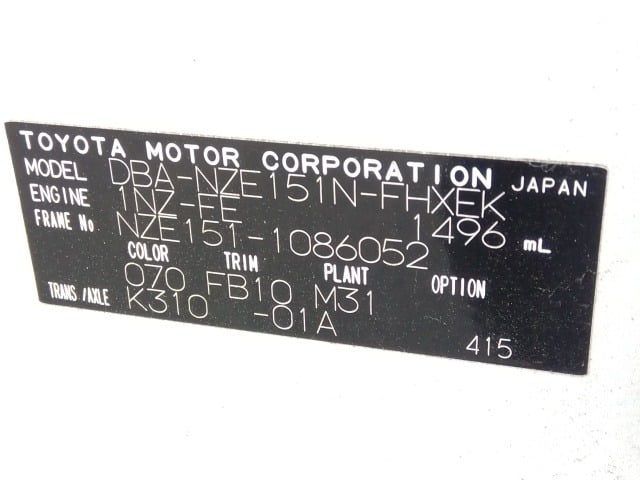 TOYOTA MOTOR CORPORATION JAPAN
MODEL DBA-NZE151N-FHXEK
ENGINE 1NZ-FE 1496 mL
FRAME No NZE151-1086052
COLOR TRIM PLANT OPTION
070 FB10 M31
TRANS./AXLE K310 -01A
415